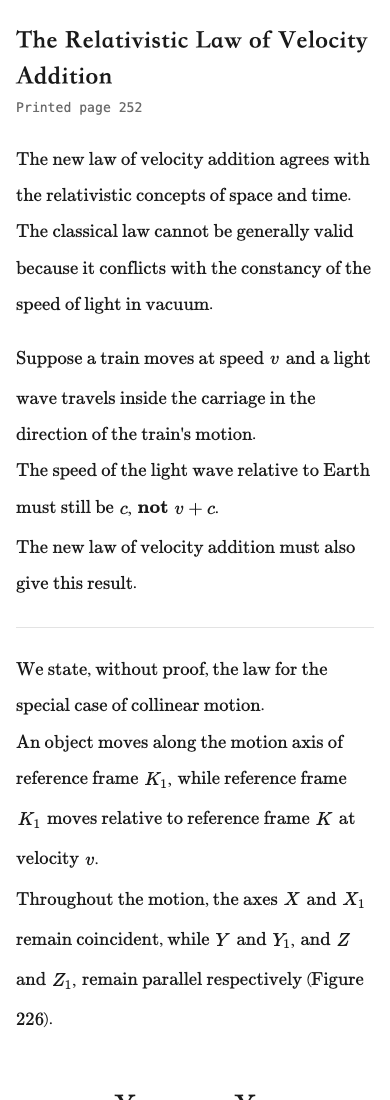 The Relativistic Law of Velocity
Addition
Printed page 252
The new law of velocity addition agrees with
the relativistic concepts of space and time.
The classical law cannot be generally valid
because it conflicts with the constancy of the
speed of light in vacuum.
Suppose a train moves at speed v and a light
wave travels inside the carriage in the
direction of the train's motion.
The speed of the light wave relative to Earth
must still be c, not v + c.
The new law of velocity addition must also
give this result.
We state, without proof, the law for the
special case of collinear motion.
An object moves along the motion axis of
reference frame K₁, while reference frame
K₁ moves relative to reference frame K at
velocity v.
Throughout the motion, the axes X and X₁
remain coincident, while Y and Y₁, and Z
and Z₁, remain parallel respectively (Figure
226).